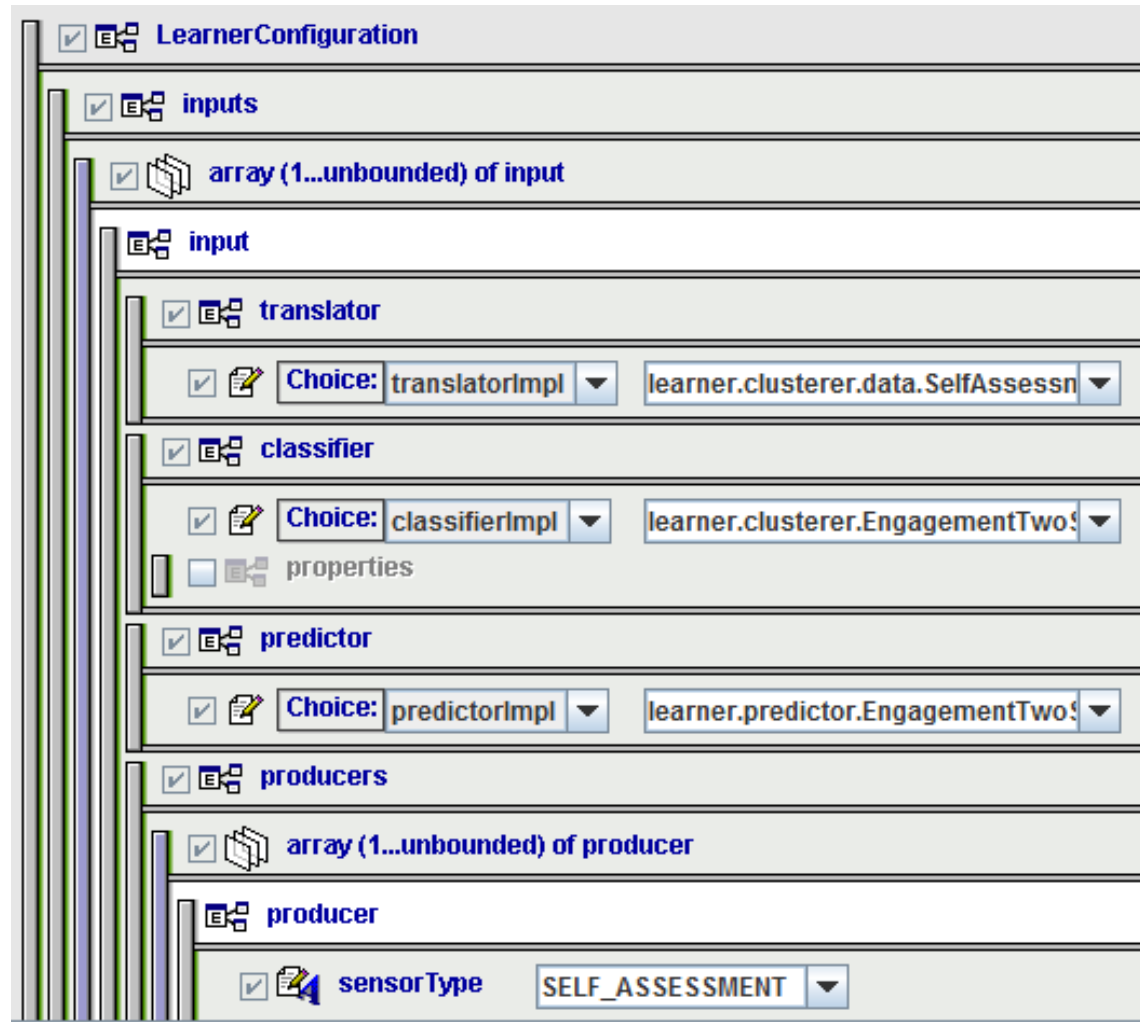 LearnerConfiguration
inputs
array (1...unbounded) of input
input
translator
Choice: translatorImpl learner.clusterer.data.SelfAssessn
classifier
Choice: classifierImpl learner.clusterer.EngagementTwoS
properties
predictor
Choice: predictorImpl learner.predictor.EngagementTwoS
producers
array (1...unbounded) of producer
producer
sensorType SELF_ASSESSMENT